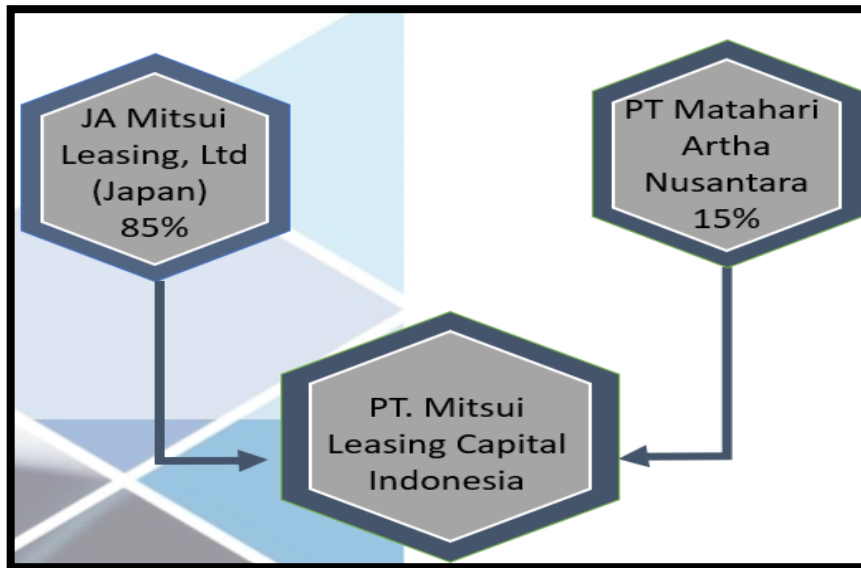 JA Mitsui
Leasing, Ltd
(Japan)
85%
PT Matahari
Artha
Nusantara
15%
PT. Mitsui
Leasing Capital
Indonesia